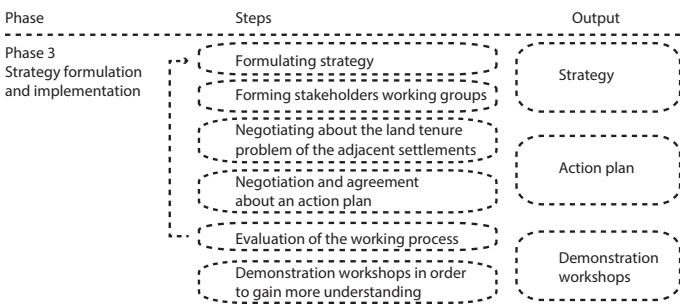 Phase
Steps
Output
Phase 3
Strategy formulation
and implementation
Formulating strategy
Forming stakeholders working groups
Negotiating about the land tenure
problem of the adjacent settlements
Negotiation and agreement
about an action plan
Evaluation of the working process
Demonstration workshops in order
to gain more understanding
Strategy
Action plan
Demonstration
workshops